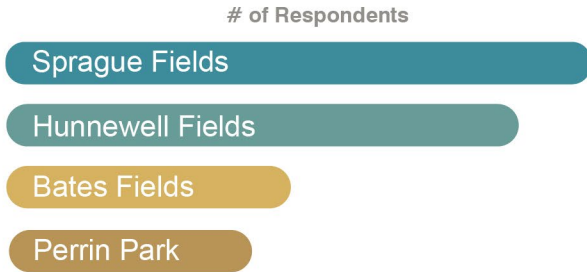 # of Respondents
Sprague Fields
Hunnewell Fields
Bates Fields
Perrin Park